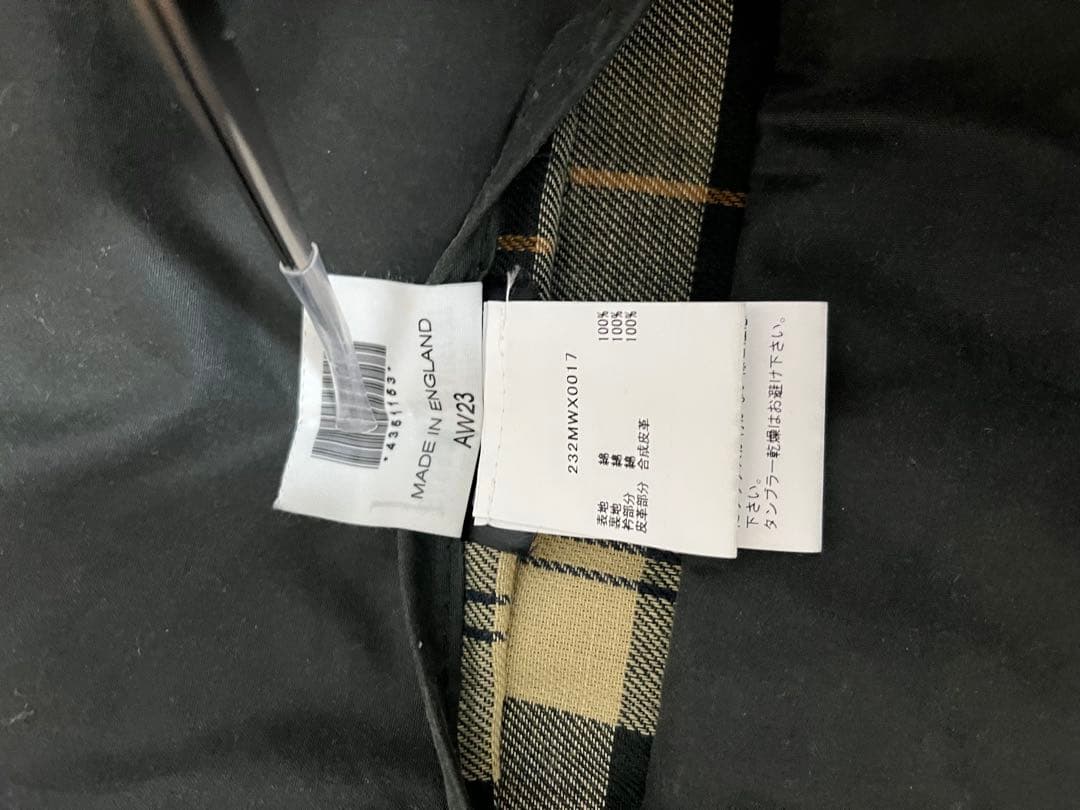 *4361163*
MADE IN ENGLAND
AW23
232MWX0017
表地 綿 100%
裏地 綿 100%
衿部分 綿 100%
皮革部分 合成皮革
下さい。
タンブラー乾燥はお避け下さい。